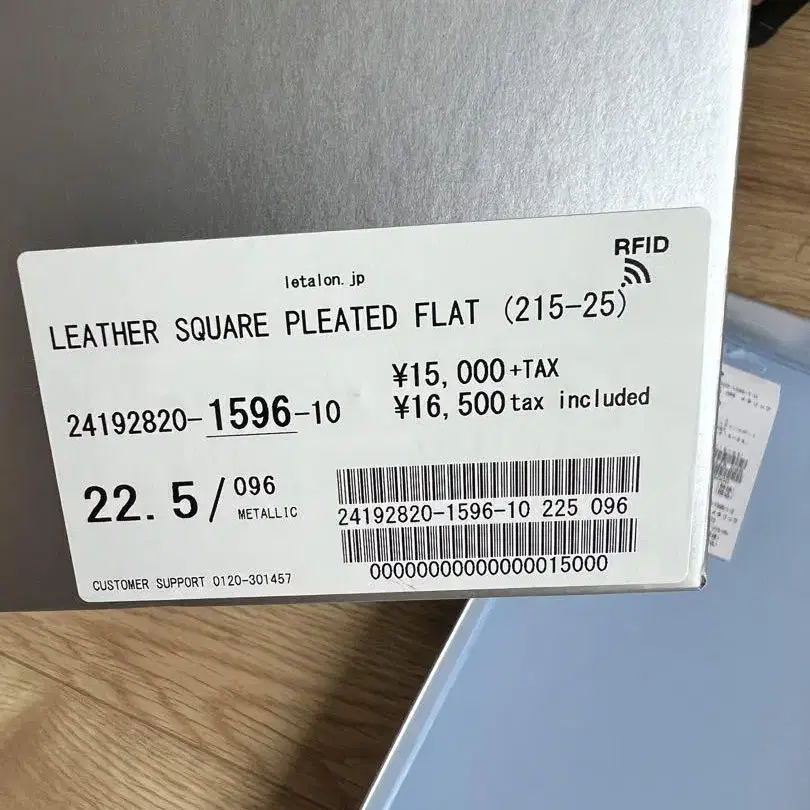 RFID
letalon.jp
LEATHER SQUARE PLEATED FLAT (215-25)
¥15,000+TAX
24192820-1596-10
¥16,500 tax included
22.5/096
METALLIC
24192820-1596-10 225 096
00000000000000015000
CUSTOMER SUPPORT 0120-301457